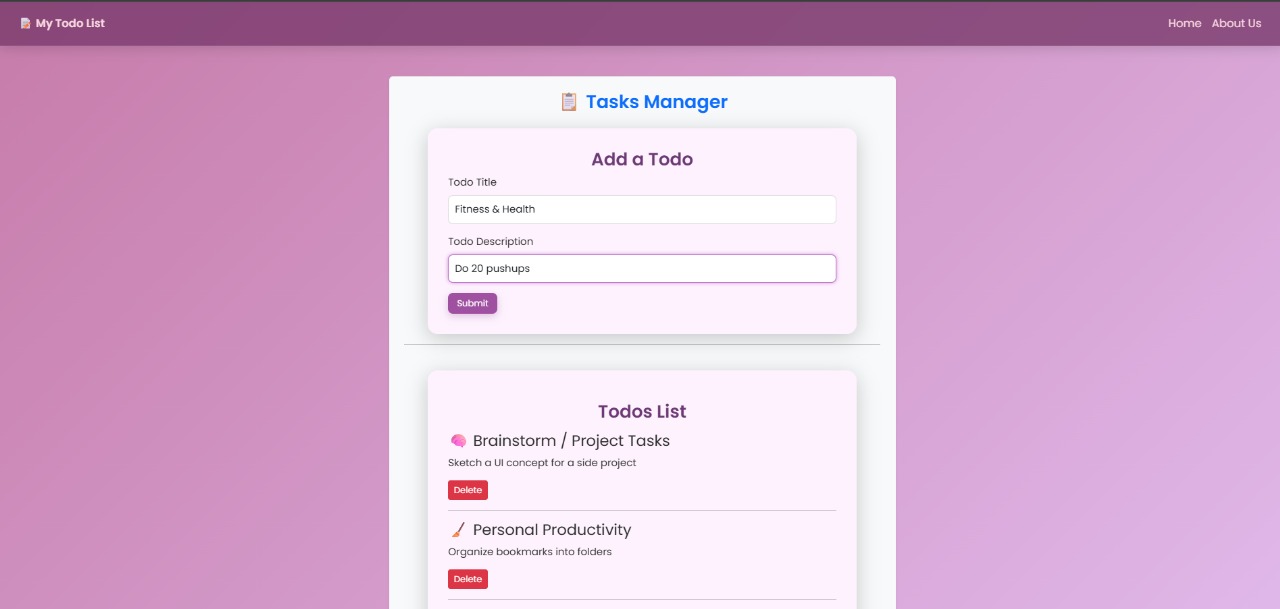 My Todo List
Home About Us
Tasks Manager
Add a Todo
Todo Title
Fitness & Health
Todo Description
Do 20 pushups
Submit
Todos List
Brainstorm / Project Tasks
Sketch a UI concept for a side project
Delete
Personal Productivity
Organize bookmarks into folders
Delete